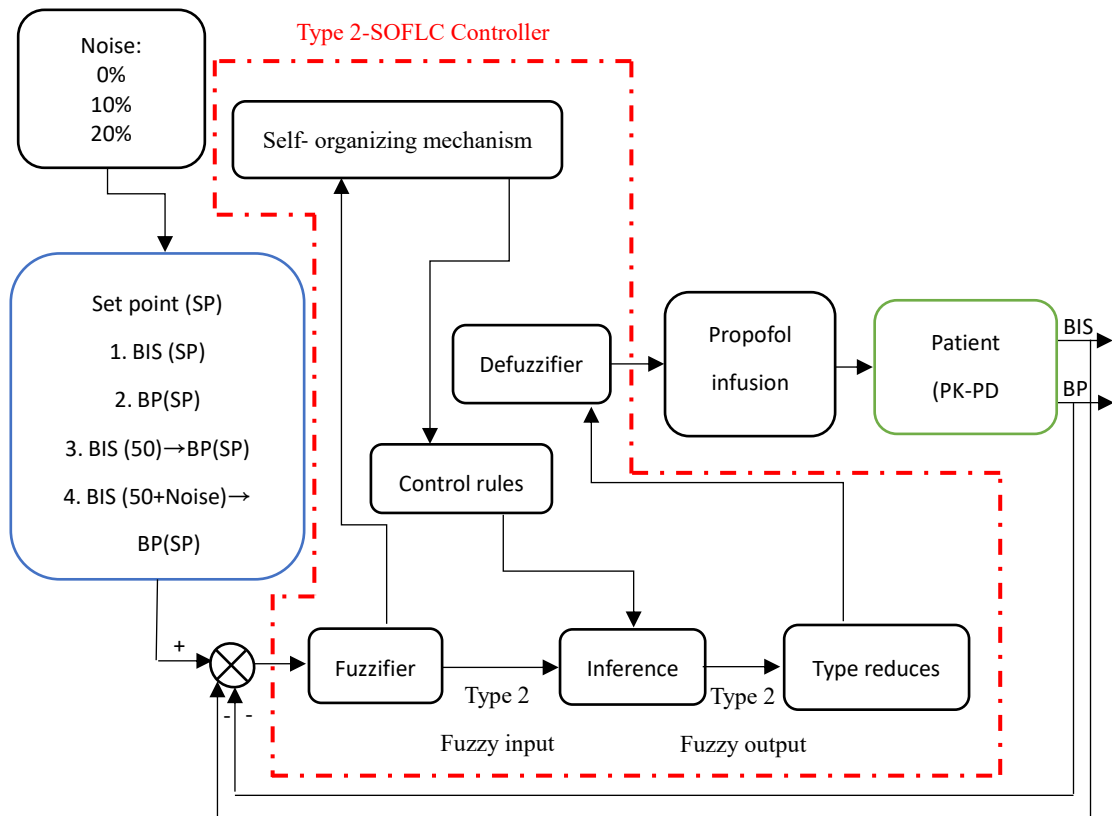 Type 2-SOFLC Controller
Noise:
0%
10%
20%
Self- organizing mechanism
Set point (SP)
1. BIS (SP)
2. BP(SP)
3. BIS (50)→BP(SP)
4. BIS (50+Noise)→
BP(SP)
Defuzzifier
Propofol
infusion
Patient
(PK-PD
BIS
BP
Control rules
+
- -
Fuzzifier
Type 2
Fuzzy input
Inference
Type 2
Fuzzy output
Type reduces